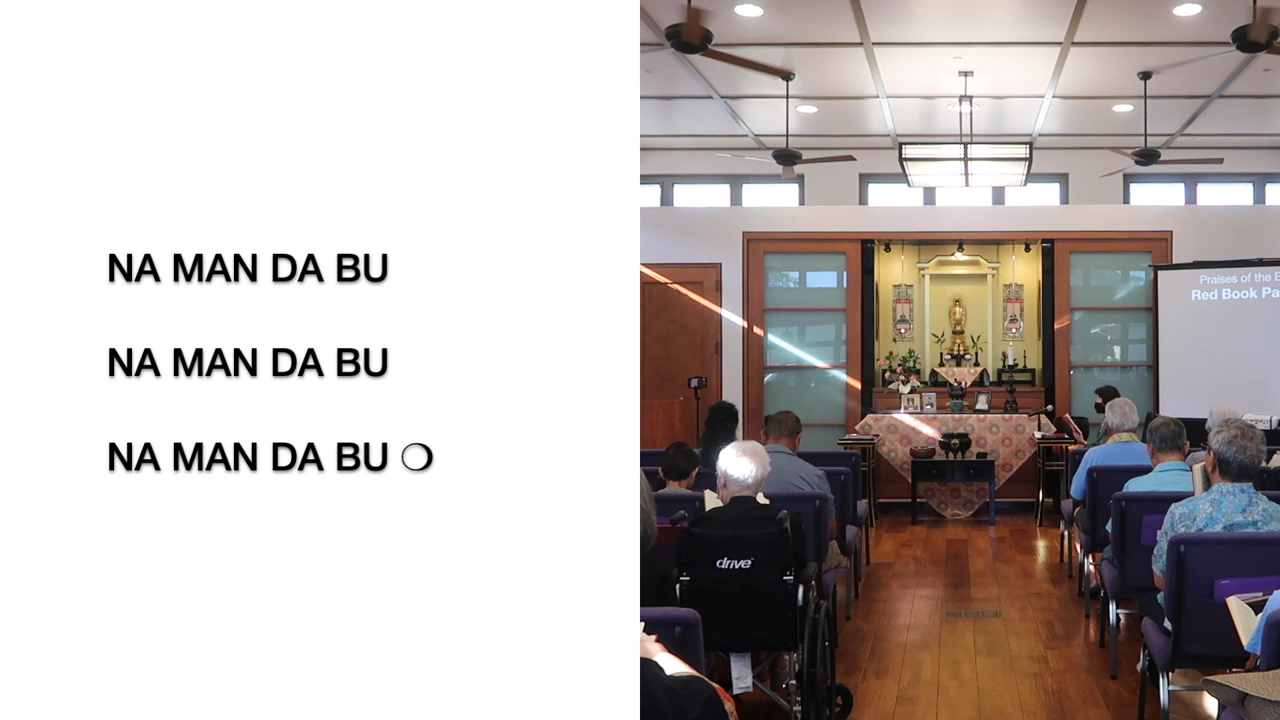 NA MAN DA BU
NA MAN DA BU
NA MAN DA BU ❍
Praises of the
Red Book
drive